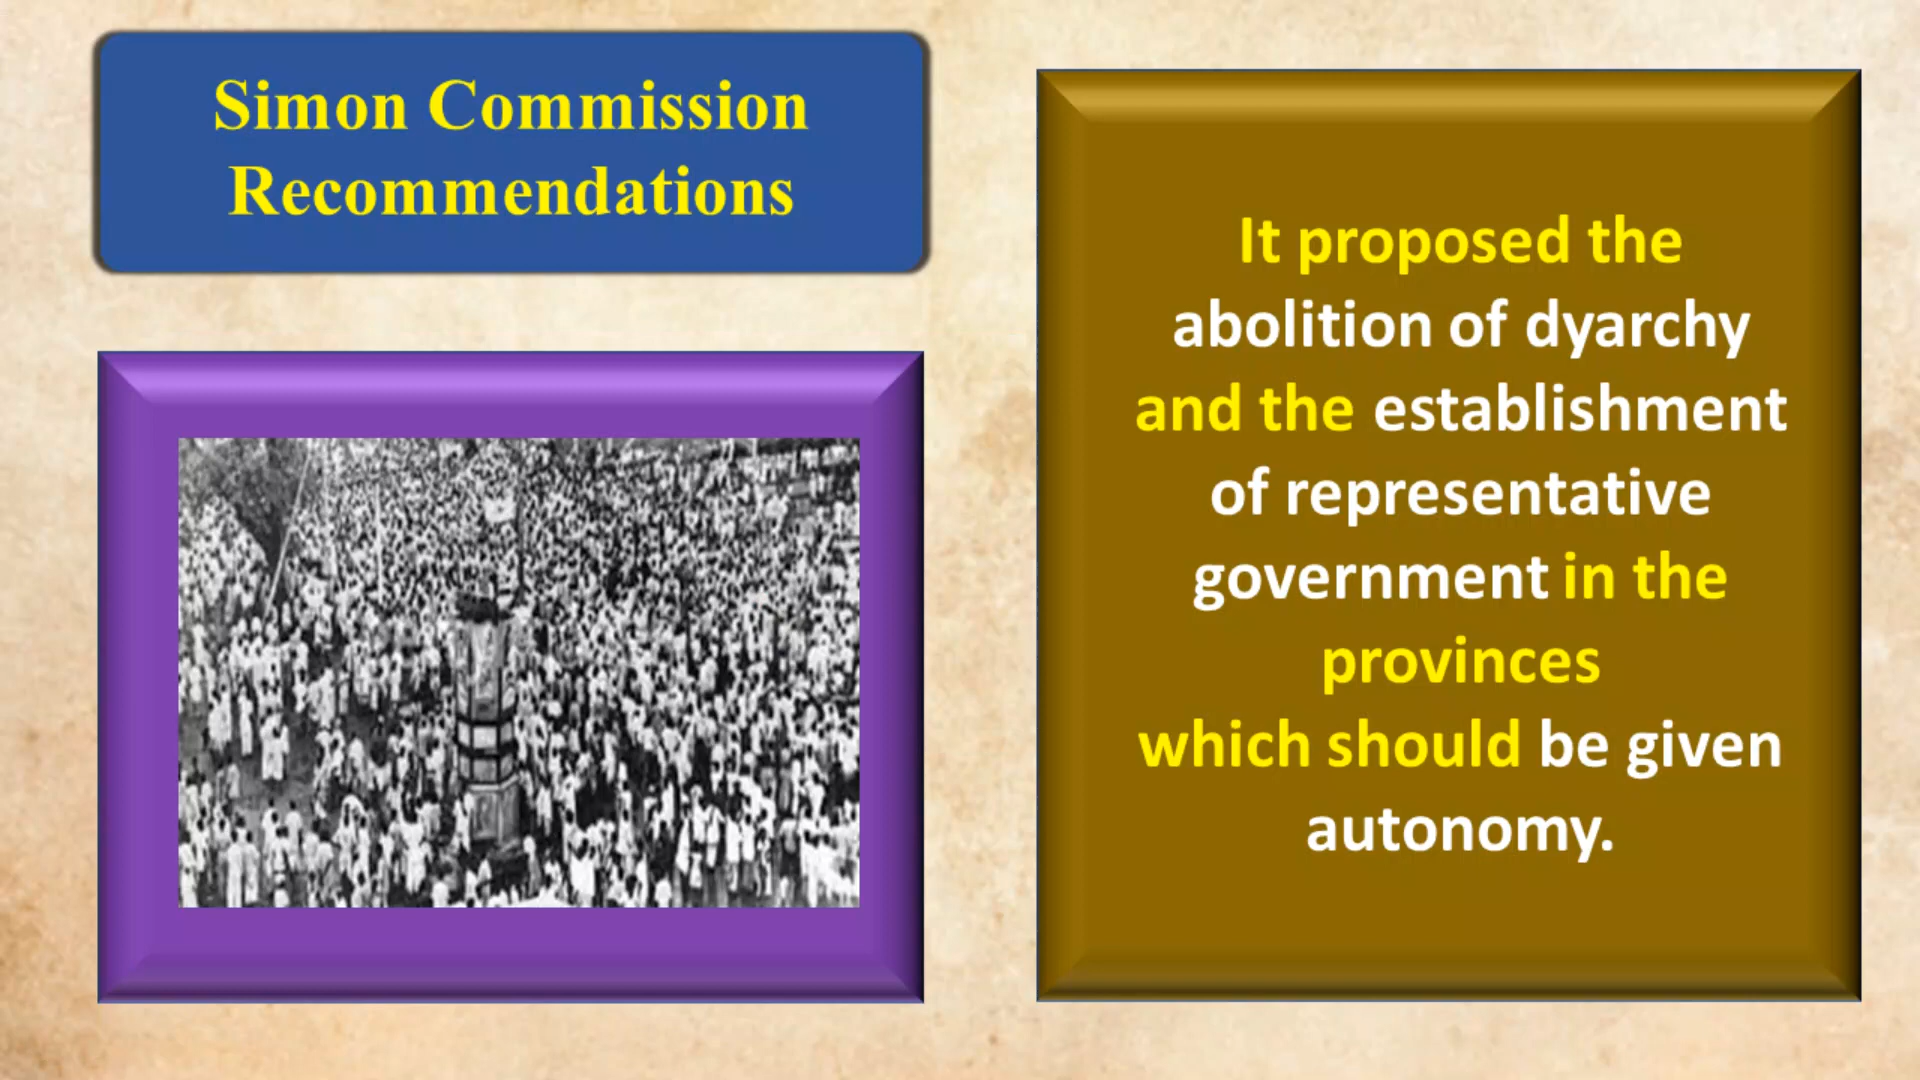 Simon Commission
Recommendations
It proposed the
abolition of dyarchy
and the establishment
of representative
government in the
provinces
which should be given
autonomy.